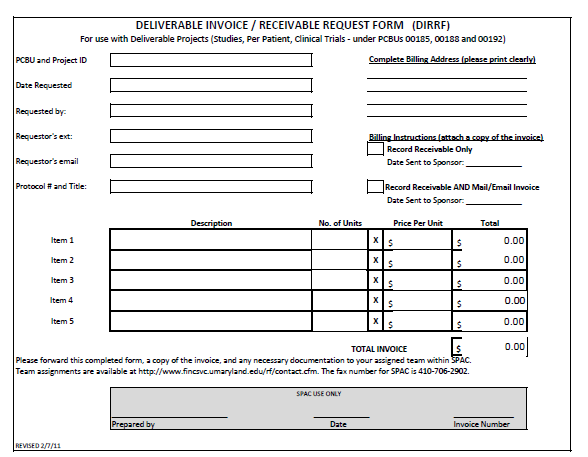 DELIVERABLE INVOICE / RECEIVABLE REQUEST FORM (DIRRF)
For use with Deliverable Projects (Studies, Per Patient, Clinical Trials - under PCBUs 00185, 00188 and 00192)
PCBU and Project ID
Complete Billing Address (please print clearly)
Date Requested
Requested by:
Requestor's ext:
Billing Instructions (attach a copy of the invoice)
Record Receivable Only
Requestor's email
Date Sent to Sponsor:
Protocol # and Title:
Record Receivable AND Mail/Email Invoice
Date Sent to Sponsor:
Description No. of Units Price Per Unit Total
Item 1 X $ $ 0.00
Item 2 X $ $ 0.00
Item 3 X $ $ 0.00
Item 4 X $ $ 0.00
Item 5 X $ $ 0.00
TOTAL INVOICE $ 0.00
Please forward this completed form, a copy of the invoice, and any necessary documentation to your assigned team within SPAC.
Team assignments are available at http://www.fincsvc.umaryland.edu/rf/contact.cfm. The fax number for SPAC is 410-706-2902.
SPAC USE ONLY
Prepared by Date Invoice Number
REVISED 2/7/11